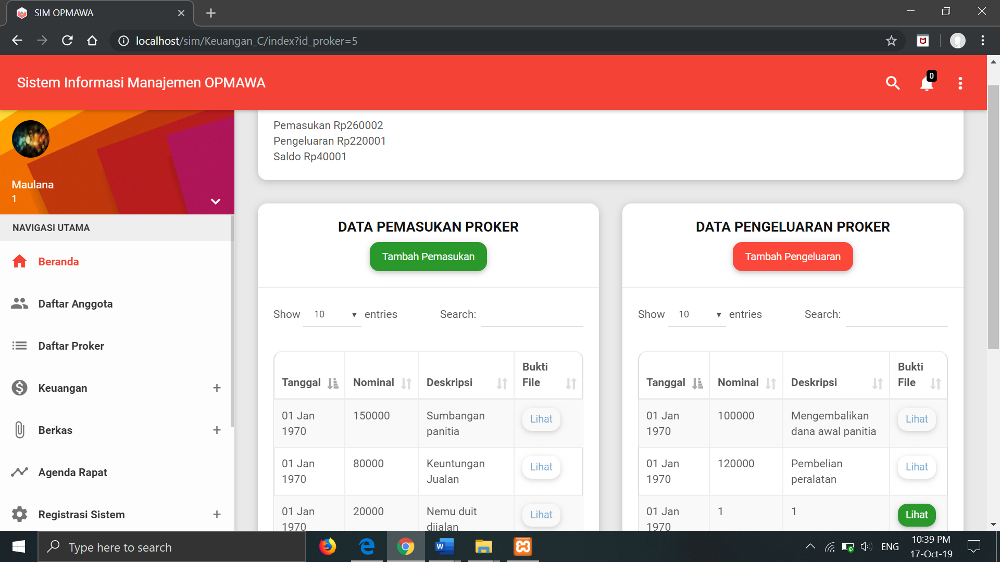 SIM OPMAWA
localhost/sim/Keuangan_C/index?id_proker=5
Sistem Informasi Manajemen OPMAWA
0
Maulana
1
NAVIGASI UTAMA
Beranda
Daftar Anggota
Daftar Proker
Keuangan +
Berkas +
Agenda Rapat
Registrasi Sistem +
Pemasukan Rp260002
Pengeluaran Rp220001
Saldo Rp40001
DATA PEMASUKAN PROKER
Tambah Pemasukan
Show 10 entries Search:
Bukti
Tanggal Nominal Deskripsi File
01 Jan 150000 Sumbangan Lihat
1970 panitia
01 Jan 80000 Keuntungan Lihat
1970 Jualan
01 Jan 20000 Nemu duit Lihat
1970 dijalan
DATA PENGELUARAN PROKER
Tambah Pengeluaran
Show 10 entries Search:
Bukti
Tanggal Nominal Deskripsi File
01 Jan 100000 Mengembalikan Lihat
1970 dana awal panitia
01 Jan 120000 Pembelian Lihat
1970 peralatan
01 Jan 1 1 Lihat
1970
Type here to search
W
ENG
10:39 PM
17-Oct-19